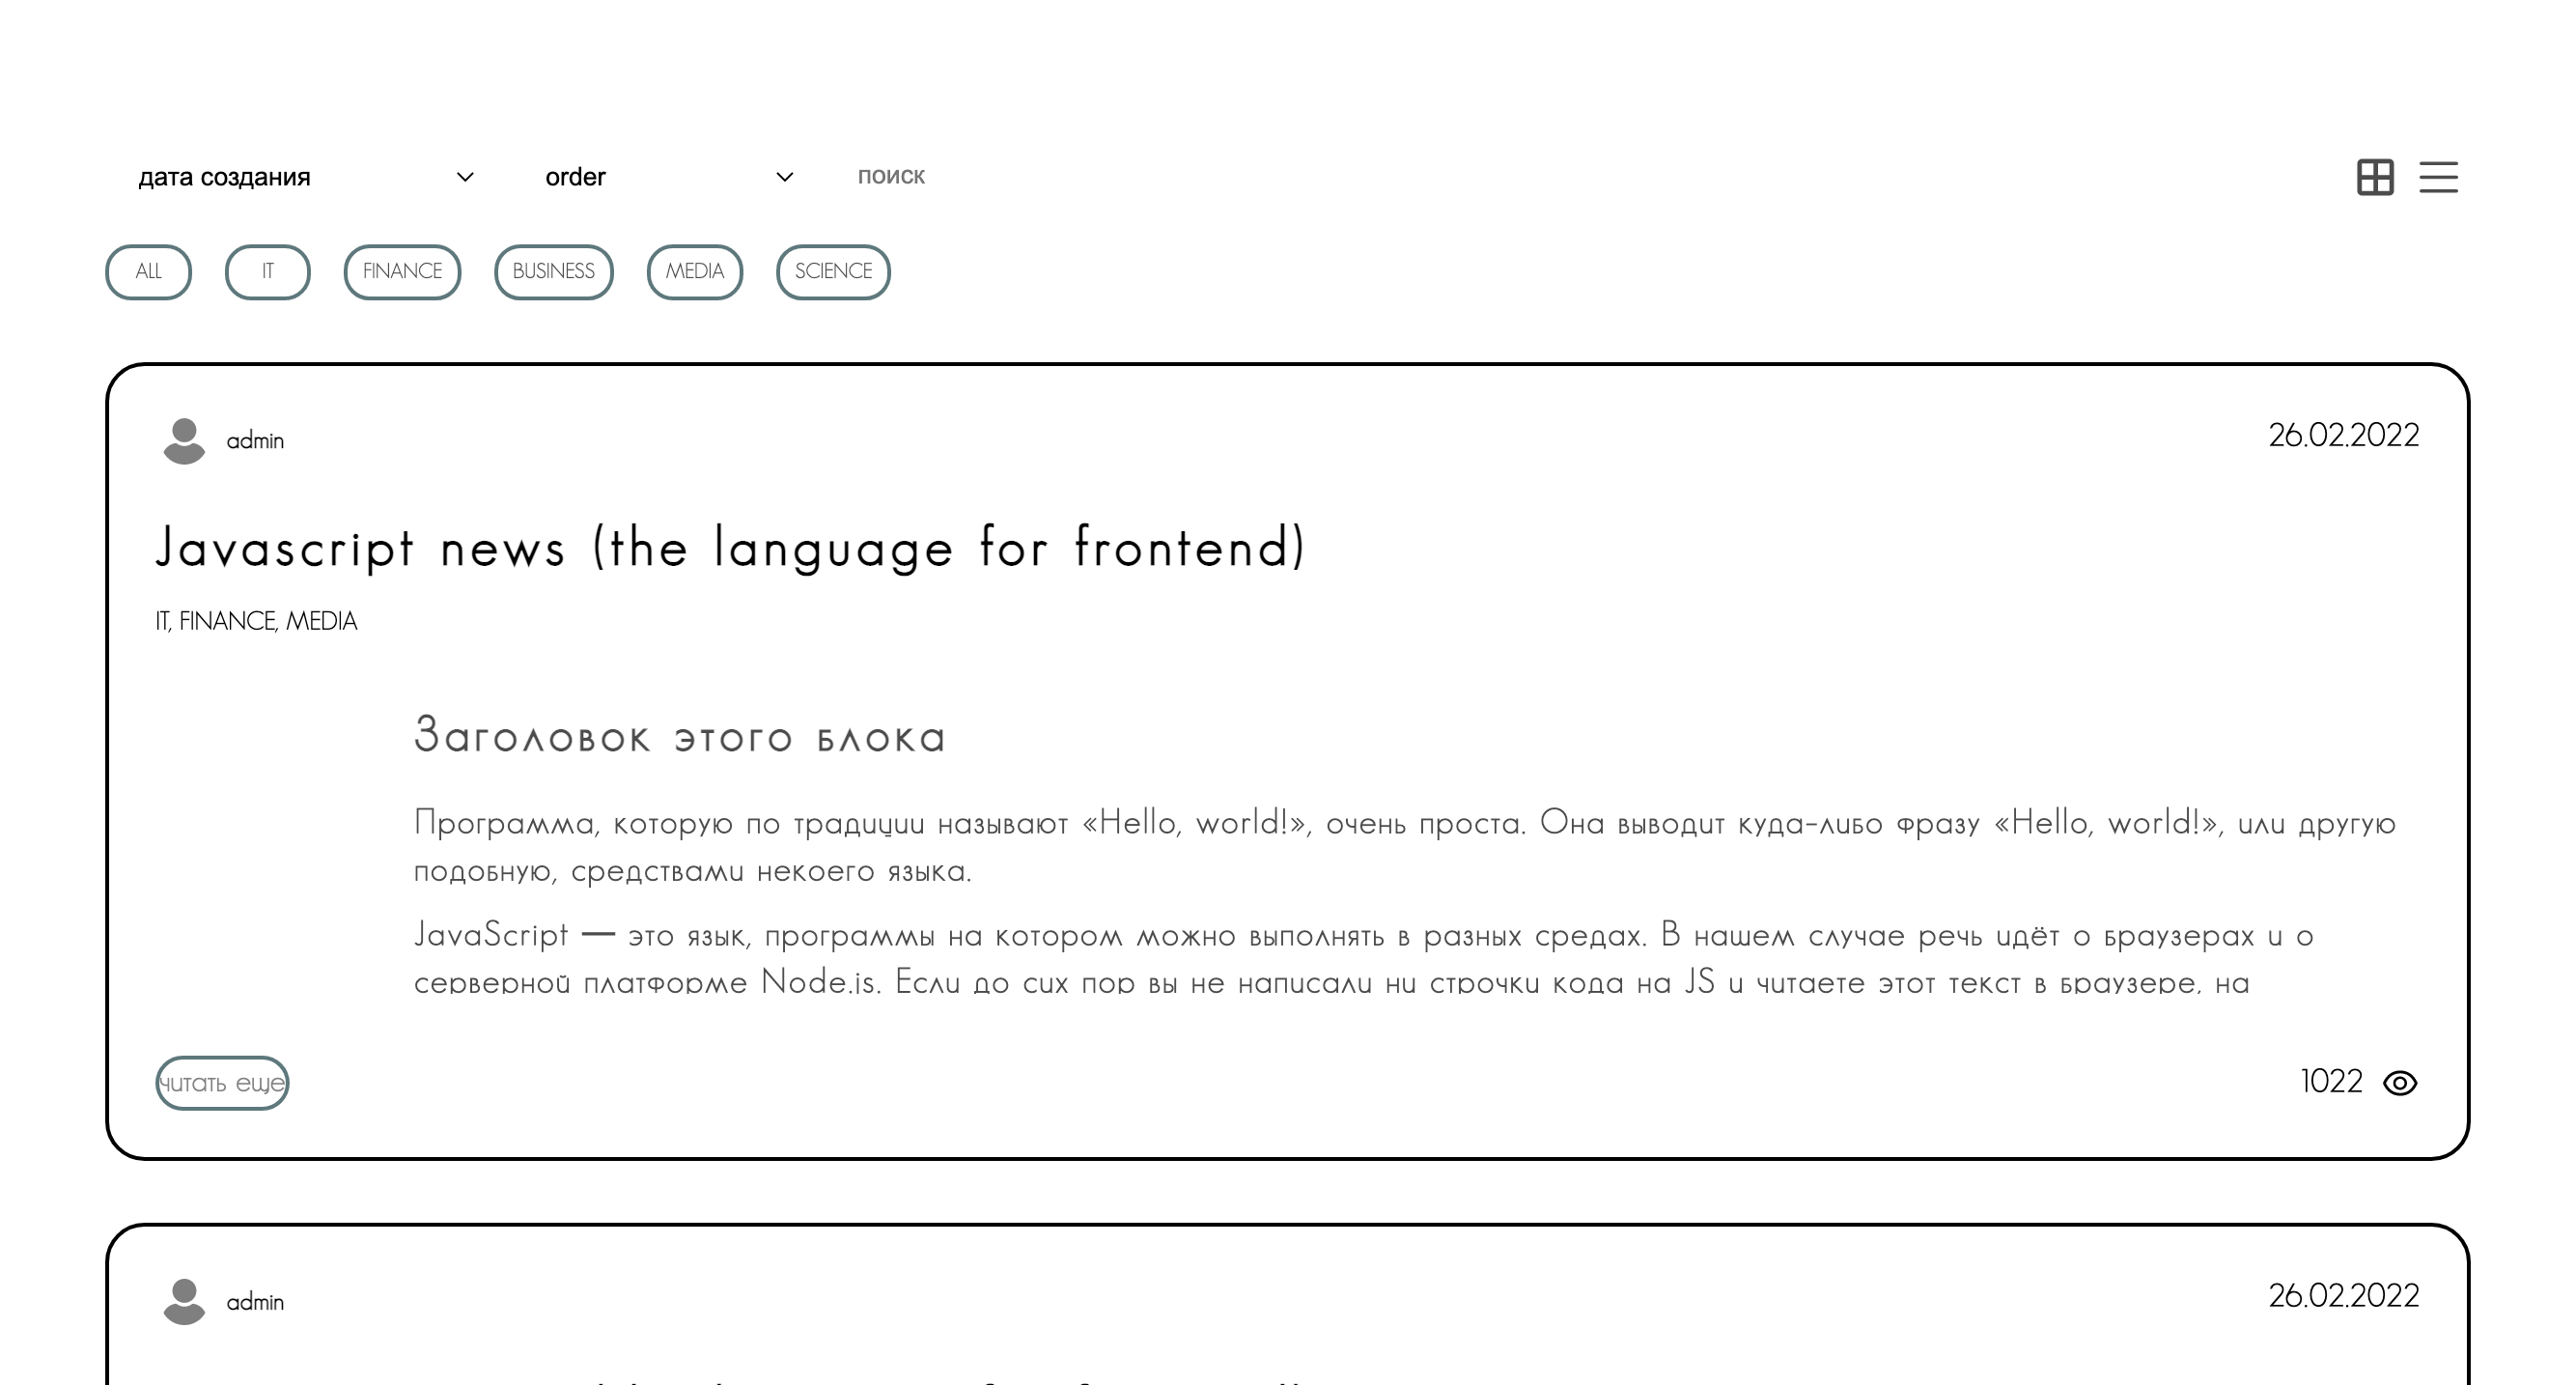 дата создания order поиск
ALL IT FINANCE BUSINESS MEDIA SCIENCE
admin 26.02.2022
Javascript news (the language for frontend)
IT, FINANCE, MEDIA
Заголовок этого блока
Программа, которую по традиции называют «Hello, world!», очень проста. Она выводит куда-либо фразу «Hello, world!», или другую
подобную, средствами некоего языка.
JavaScript — это язык, программы на котором можно выполнять в разных средах. В нашем случае речь идёт о браузерах и о
серверной платформе Node.js. Если до сих пор вы не написали ни строчки кода на JS и читаете этот текст в браузере, на
читать еще 1022
admin 26.02.2022